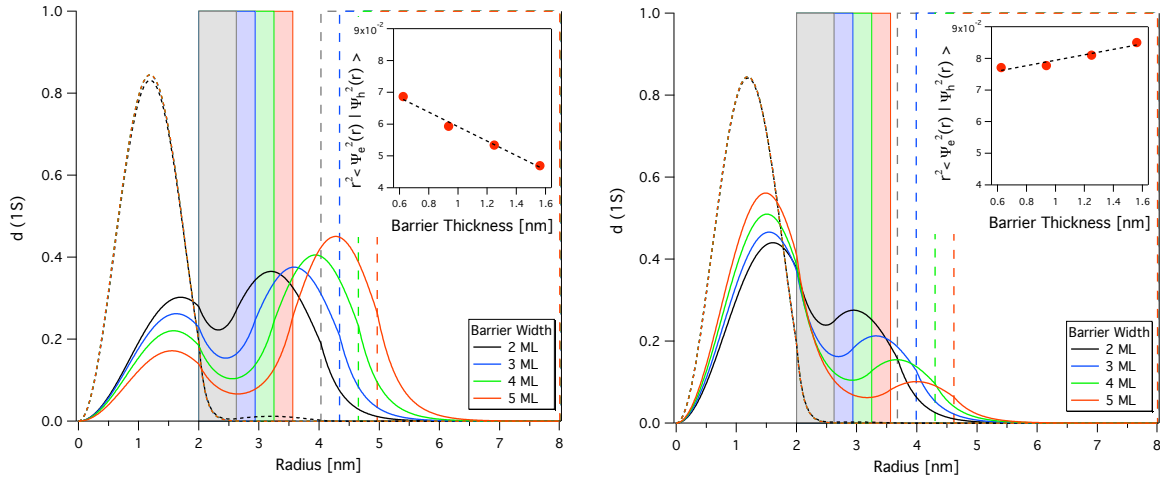 1.0
0.8
0.6
0.4
0.2
0.0
d (1S)
0
1
2
3
4
5
6
7
8
Radius [nm]
9x10⁻²
8
7
6
5
4
r²< Ψₑ²(r) | Ψₕ²(r) >
0.6
0.8
1
1.2
1.4
1.6
Barrier Thickness [nm]
Barrier Width
2 ML
3 ML
4 ML
5 ML
1.0
0.8
0.6
0.4
0.2
0.0
d (1S)
0
1
2
3
4
5
6
7
8
Radius [nm]
9x10⁻²
8
7
6
5
4
r²< Ψₑ²(r) | Ψₕ²(r) >
0.6
0.8
1
1.2
1.4
1.6
Barrier Thickness [nm]
Barrier Width
2 ML
3 ML
4 ML
5 ML